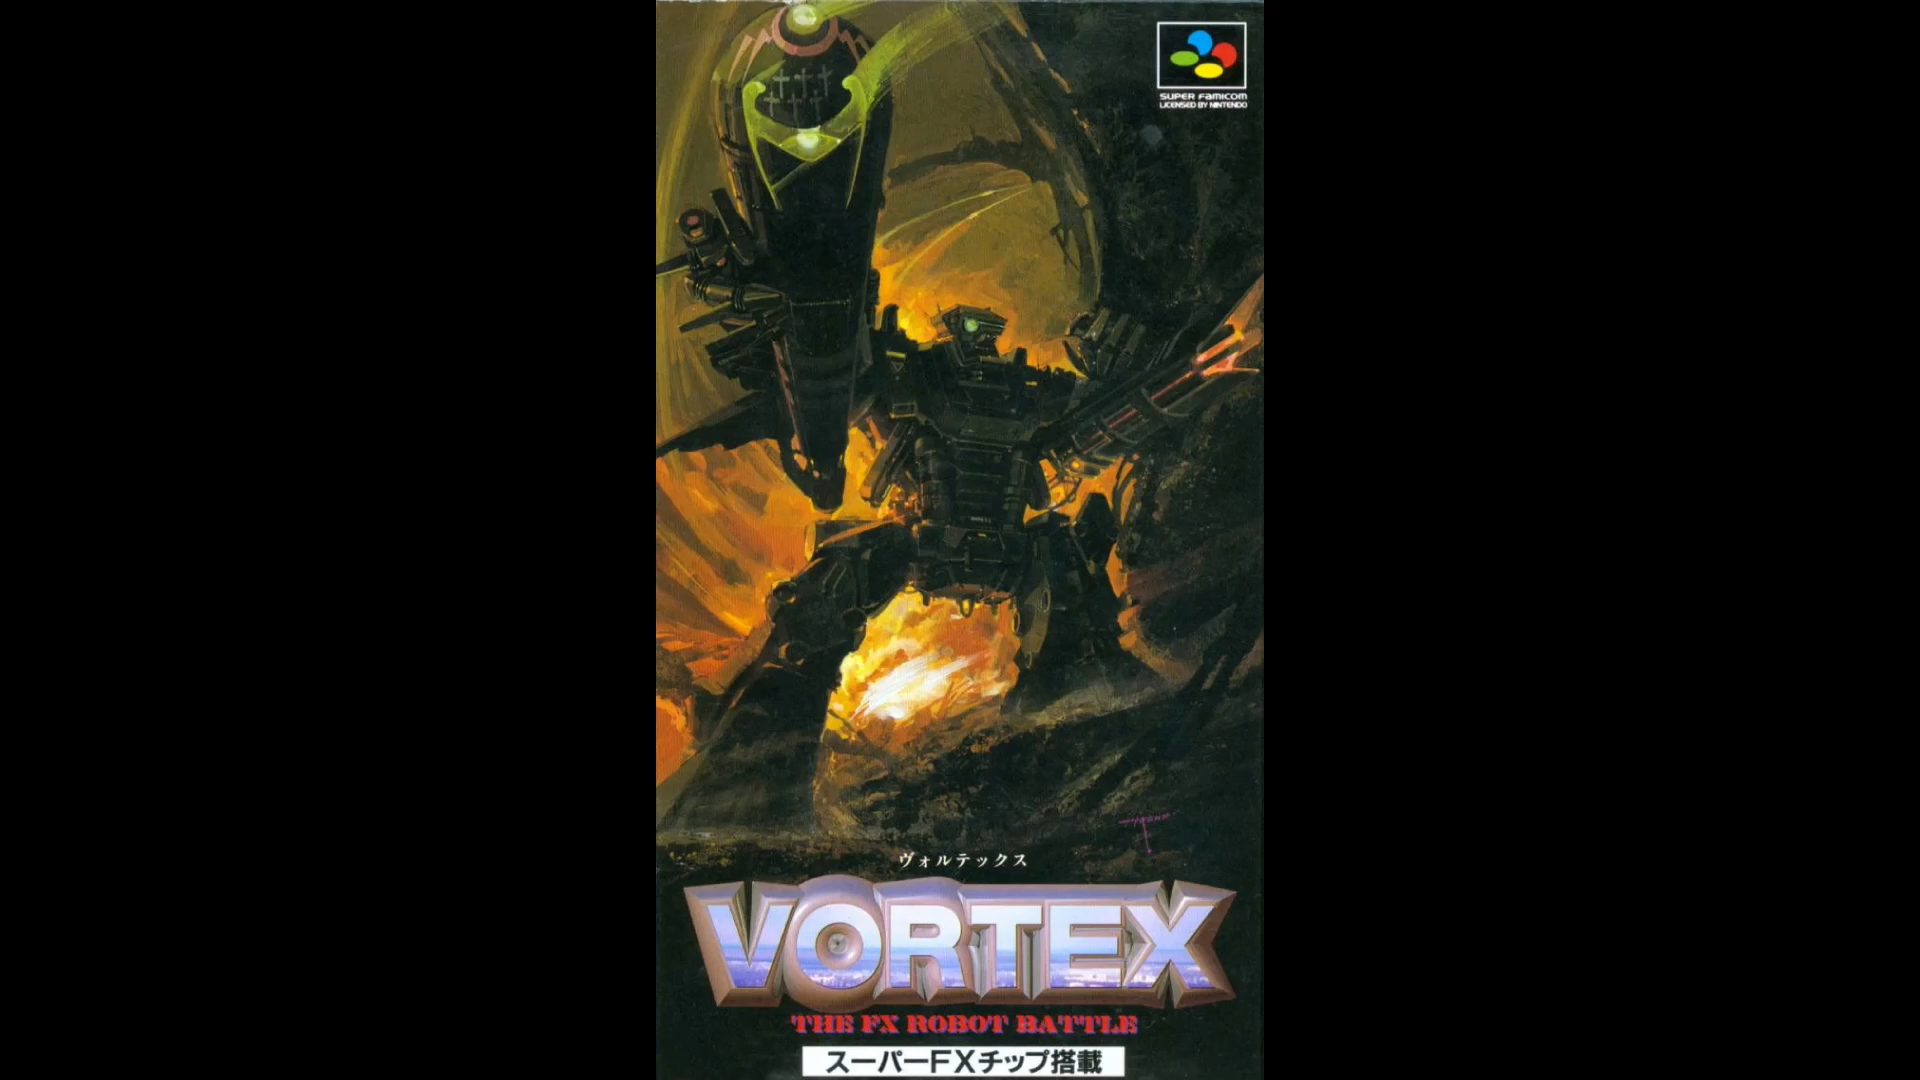 SUPER FAMICOM
LICENSED BY NINTENDO
ヴォルテックス
VORTEX
THE FX ROBOT BATTLE
スーパーFXチップ搭載